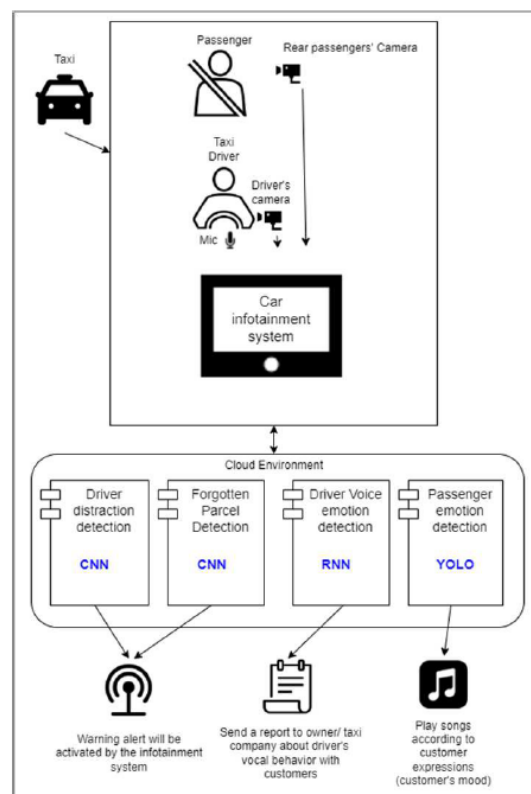 Taxi
Passenger
Rear passengers' Camera
Taxi
Driver
Driver's
camera
Mic
Car
infotainment
system
Cloud Environment
Driver
distraction
detection
CNN
Forgotten
Parcel
Detection
CNN
Driver Voice
emotion
detection
RNN
Passenger
emotion
detection
YOLO
Warning alert will be
activated by the infotainment
system
Send a report to owner/ taxi
company about driver's
vocal behavior with
customers
Play songs
according to
customer
expressions
(customer's mood)